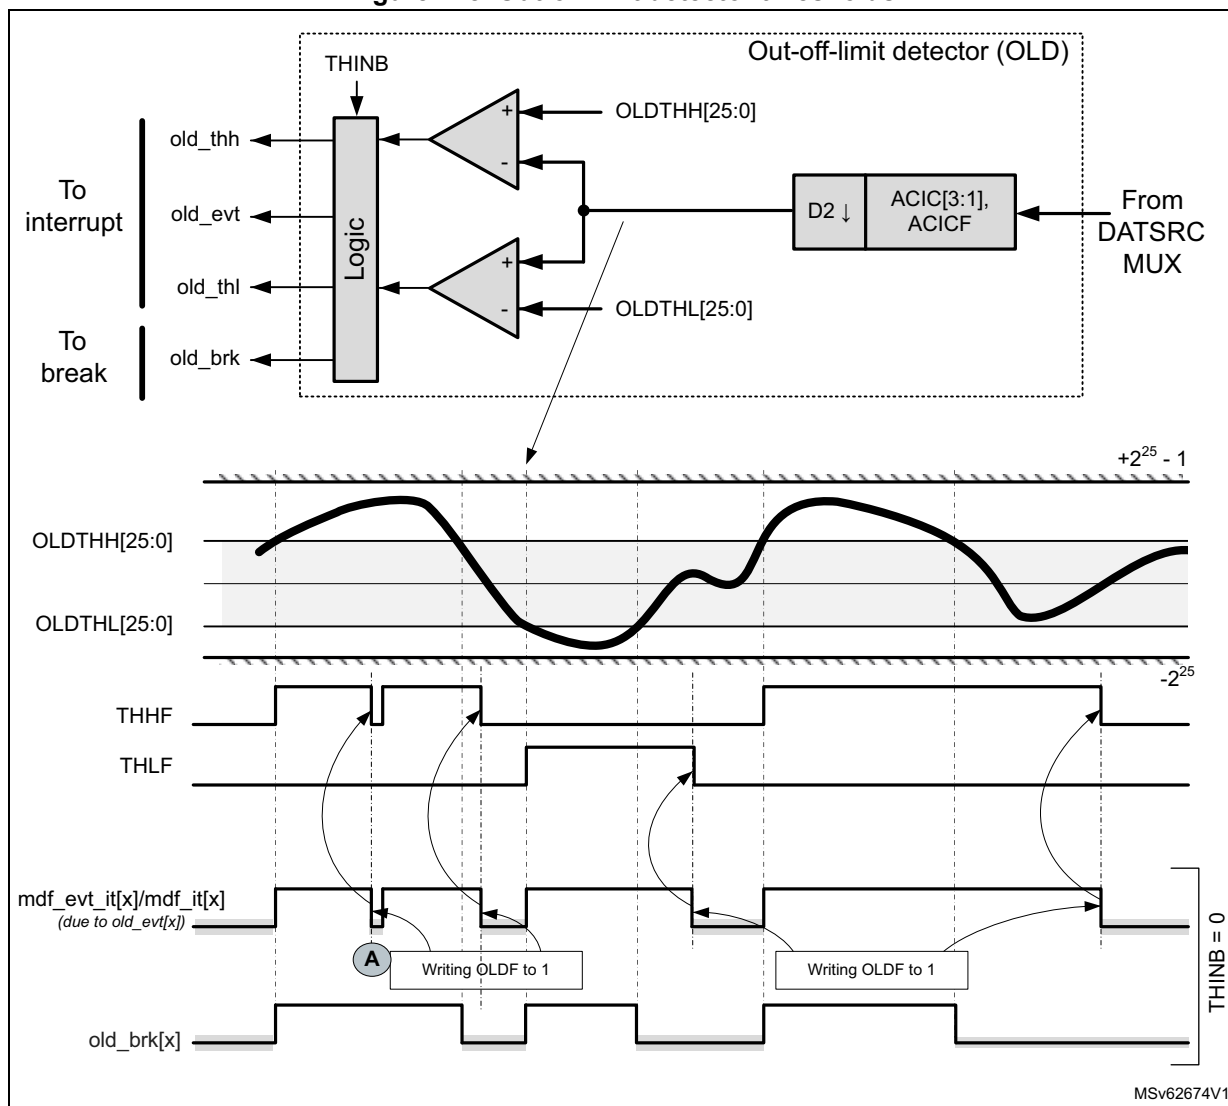 Out-off-limit detector (OLD)
THINB
OLDTHH[25:0]
old_thh
+
-
To
interrupt
old_evt
Logic
D2 ↓
ACIC[3:1],
ACICF
From
DATSRC
MUX
old_thl
+
-
OLDTHL[25:0]
To
break
old_brk
+2²⁵ - 1
OLDTHH[25:0]
OLDTHL[25:0]
-2²⁵
THHF
THLF
mdf_evt_it[x]/mdf_it[x]
(due to old_evt[x])
A
Writing OLDF to 1
Writing OLDF to 1
THINB = 0
old_brk[x]
MSv62674V1